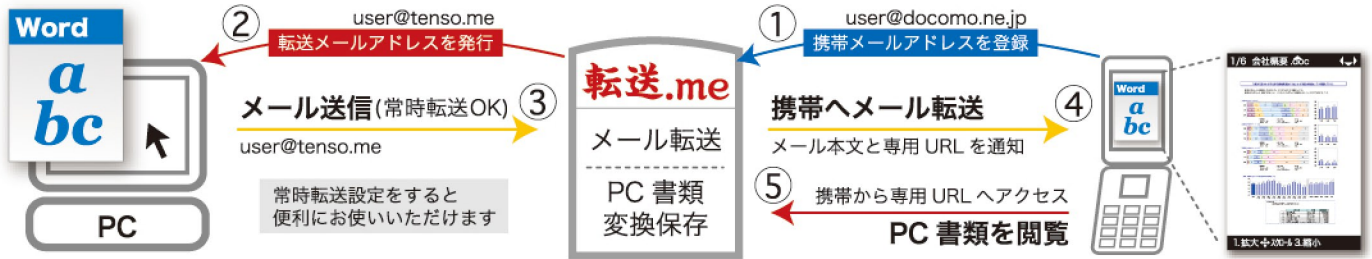 Word
a
bc
PC
②
user@tenso.me
転送メールアドレスを発行
メール送信(常時転送OK)
③
user@tenso.me
常時転送設定をすると
便利にお使いいただけます
転送.me
メール転送
PC 書類
変換保存
①
user@docomo.ne.jp
携帯メールアドレスを登録
携帯へメール転送
④
メール本文と専用 URL を通知
⑤
携帯から専用 URL へアクセス
PC 書類を閲覧
Word
a
bc
1/6 会社概要.doc
1.拡大 スクロール 3.縮小